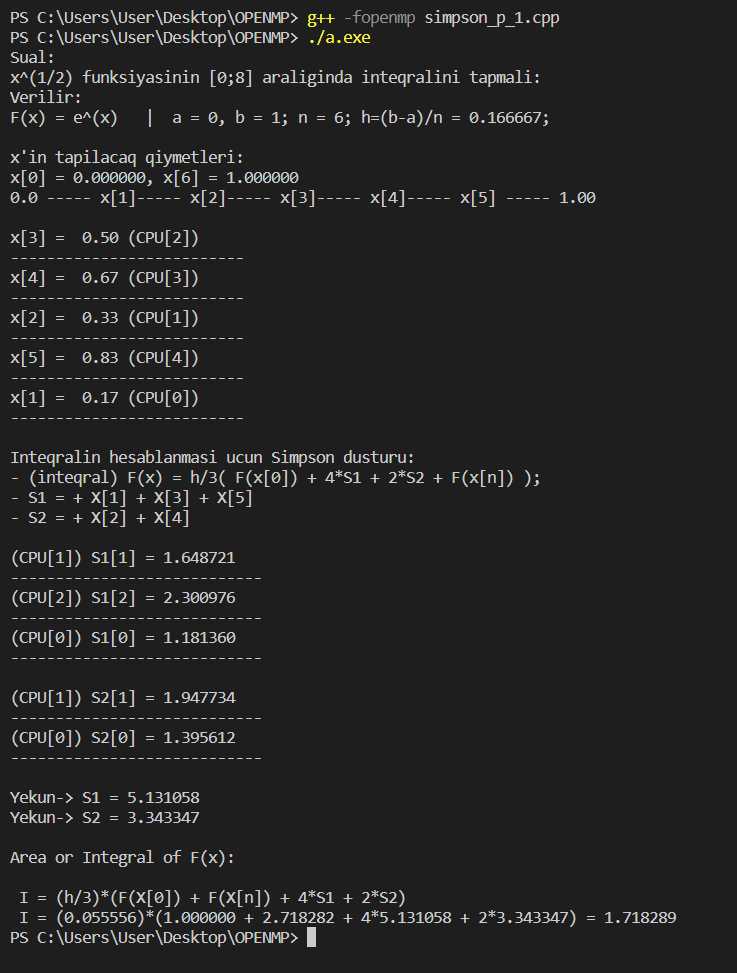 PS C:\Users\User\Desktop\OPENMP> g++ -fopenmp simpson_p_1.cpp
PS C:\Users\User\Desktop\OPENMP> ./a.exe
Sual:
x^(1/2) funksiyasinin [0;8] araliginda inteqralini tapmali:
Verilir:
F(x) = e^(x)   |  a = 0, b = 1; n = 6; h=(b-a)/n = 0.166667;
x'in tapilacaq qiymetleri:
x[0] = 0.000000, x[6] = 1.000000
0.0 ----- x[1]----- x[2]----- x[3]----- x[4]----- x[5] ----- 1.00
x[3] =  0.50 (CPU[2])
--------------------------
x[4] =  0.67 (CPU[3])
--------------------------
x[2] =  0.33 (CPU[1])
--------------------------
x[5] =  0.83 (CPU[4])
--------------------------
x[1] =  0.17 (CPU[0])
--------------------------
Inteqralin hesablanmasi ucun Simpson dusturu:
- (inteqral) F(x) = h/3( F(x[0]) + 4*S1 + 2*S2 + F(x[n]) );
- S1 = + X[1] + X[3] + X[5]
- S2 = + X[2] + X[4]
(CPU[1]) S1[1] = 1.648721
----------------------------
(CPU[2]) S1[2] = 2.300976
----------------------------
(CPU[0]) S1[0] = 1.181360
----------------------------
(CPU[1]) S2[1] = 1.947734
----------------------------
(CPU[0]) S2[0] = 1.395612
----------------------------
Yekun-> S1 = 5.131058
Yekun-> S2 = 3.343347
Area or Integral of F(x):
I = (h/3)*(F(X[0]) + F(X[n]) + 4*S1 + 2*S2)
I = (0.055556)*(1.000000 + 2.718282 + 4*5.131058 + 2*3.343347) = 1.718289
PS C:\Users\User\Desktop\OPENMP>